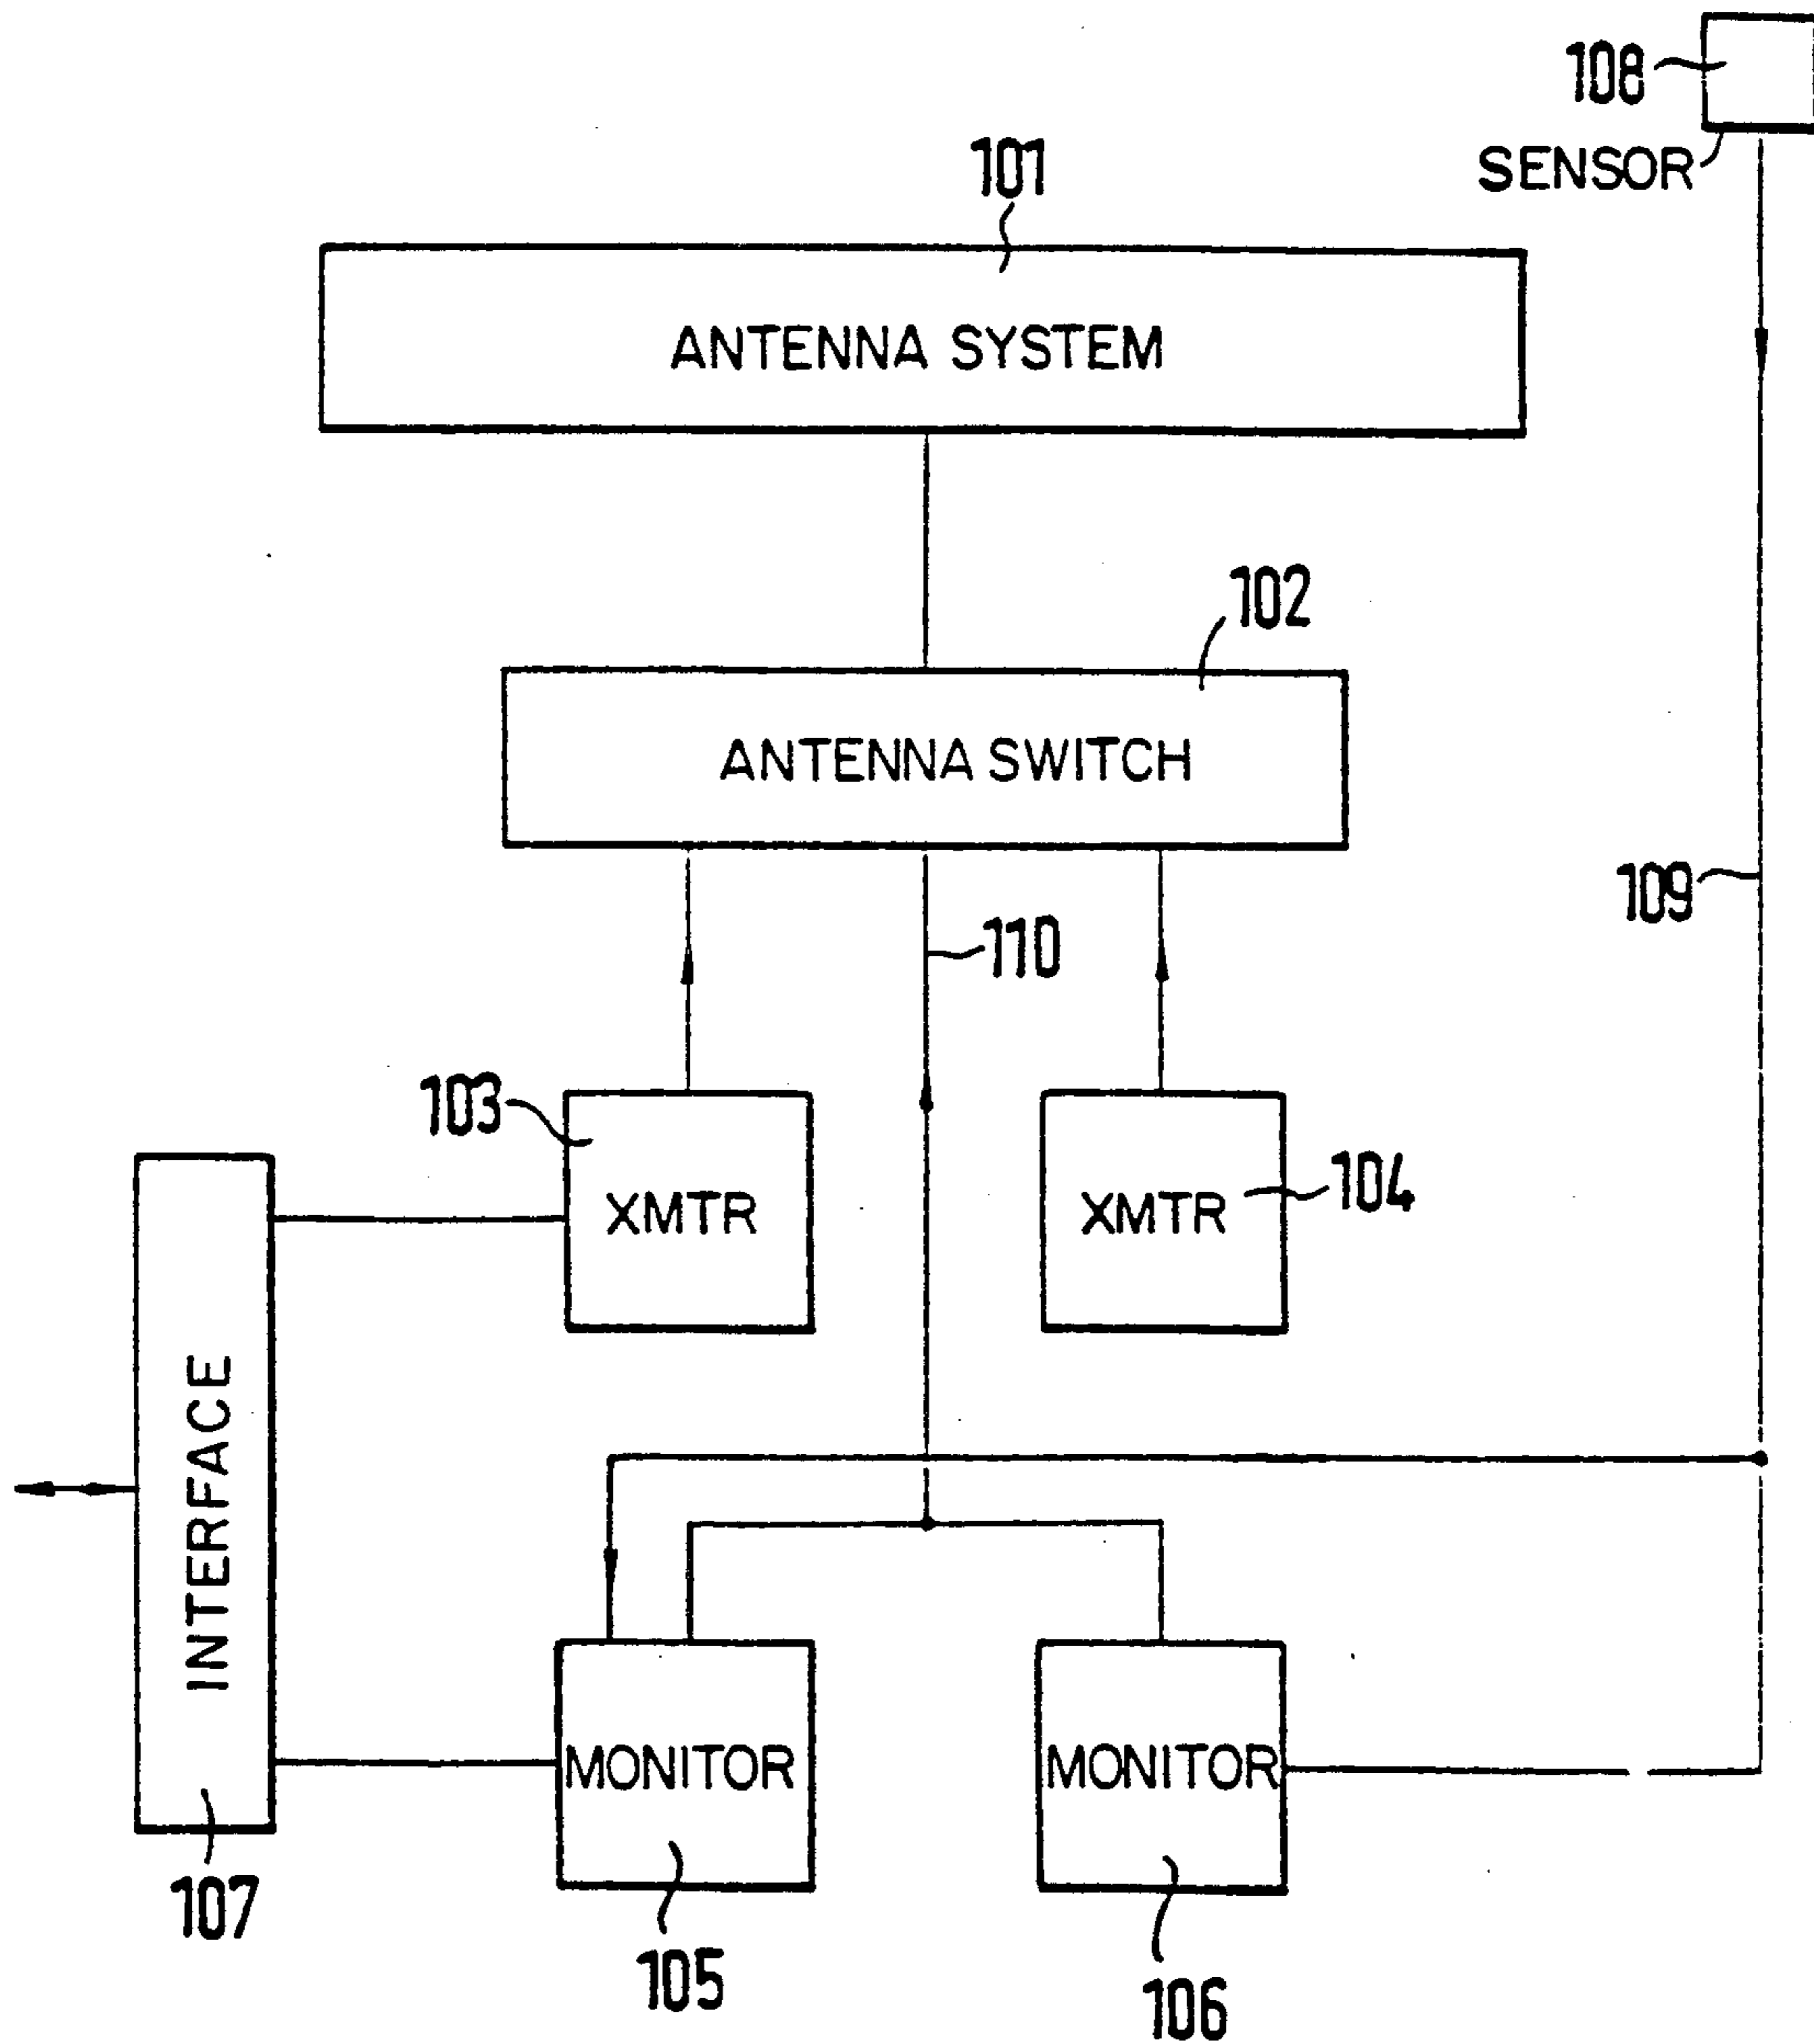 108
SENSOR
101
ANTENNA SYSTEM
102
ANTENNA SWITCH
109
110
103
XMTR
104
XMTR
INTERFACE
MONITOR
MONITOR
107
105
106